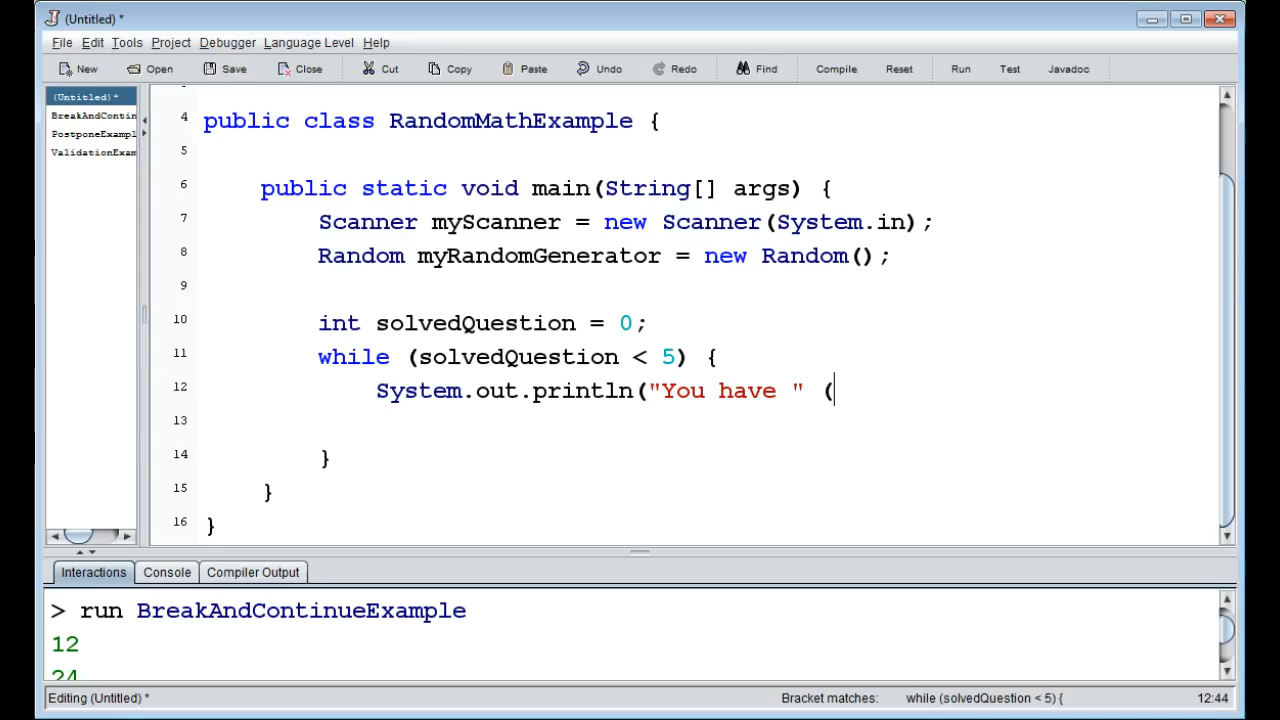 (Untitled) *
File Edit Tools Project Debugger Language Level Help
New Open Save Close Cut Copy Paste Undo Redo Find Compile Reset Run Test Javadoc
(Untitled) *
BreakAndContin
PostponeExampl
ValidationExam
4 public class RandomMathExample {
5
6 public static void main(String[] args) {
7 Scanner myScanner = new Scanner(System.in);
8 Random myRandomGenerator = new Random();
9
10 int solvedQuestion = 0;
11 while (solvedQuestion < 5) {
12 System.out.println("You have " (
13
14 }
15 }
16 }
Interactions Console Compiler Output
> run BreakAndContinueExample
12
24
Editing (Untitled) * Bracket matches: while (solvedQuestion < 5) { 12:44